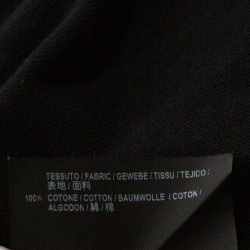 TESSUTO / FABRIC / GEWEBE / TISSU / TEJIDO :
表地 / 面料
100% COTONE / COTTON / BAUMWOLLE / COTON /
ALGODON / 綿 / 棉